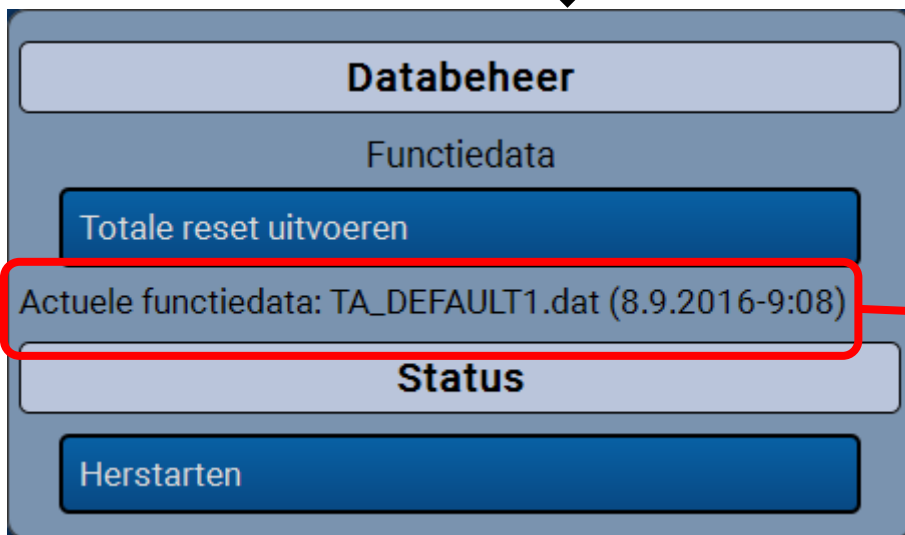 Databeheer
Functiedata
Totale reset uitvoeren
Actuele functiedata: TA_DEFAULT1.dat (8.9.2016-9:08)
Status
Herstarten